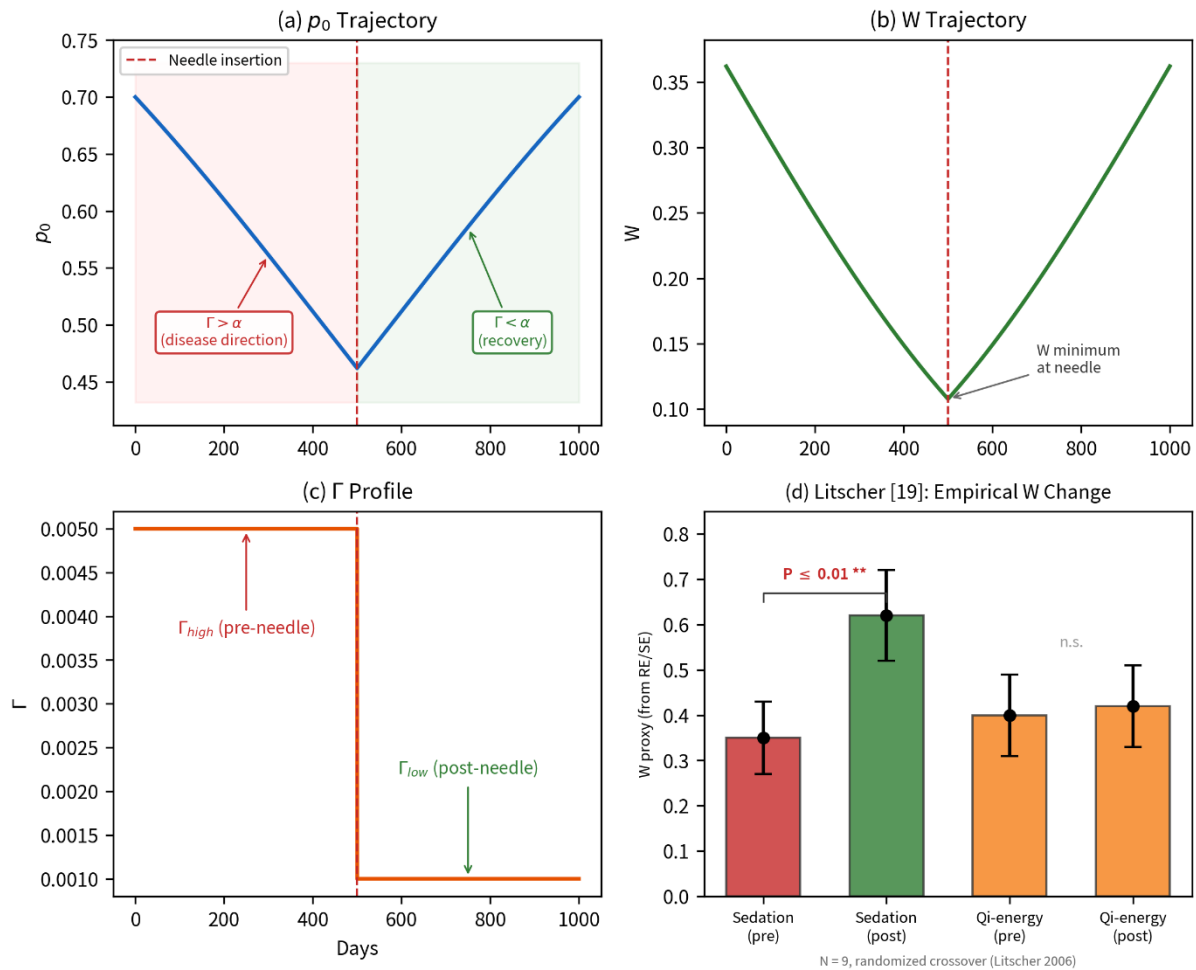 (a) p₀ Trajectory
0.75
0.70
0.65
0.60
0.55
0.50
0.45
p₀
Needle insertion
Γ > α
(disease direction)
Γ < α
(recovery)
0 200 400 600 800 1000
(b) W Trajectory
0.35
0.30
0.25
0.20
0.15
0.10
W
W minimum
at needle
0 200 400 600 800 1000
(c) Γ Profile
0.0050
0.0045
0.0040
0.0035
0.0030
0.0025
0.0020
0.0015
0.0010
Γ
Γhigh (pre-needle)
Γlow (post-needle)
0 200 400 600 800 1000
Days
(d) Litscher [19]: Empirical W Change
0.8
0.7
0.6
0.5
0.4
0.3
0.2
0.1
0.0
W proxy (from RE/SE)
P ≤ 0.01 **
n.s.
Sedation
(pre)
Sedation
(post)
Qi-energy
(pre)
Qi-energy
(post)
N = 9, randomized crossover (Litscher 2006)